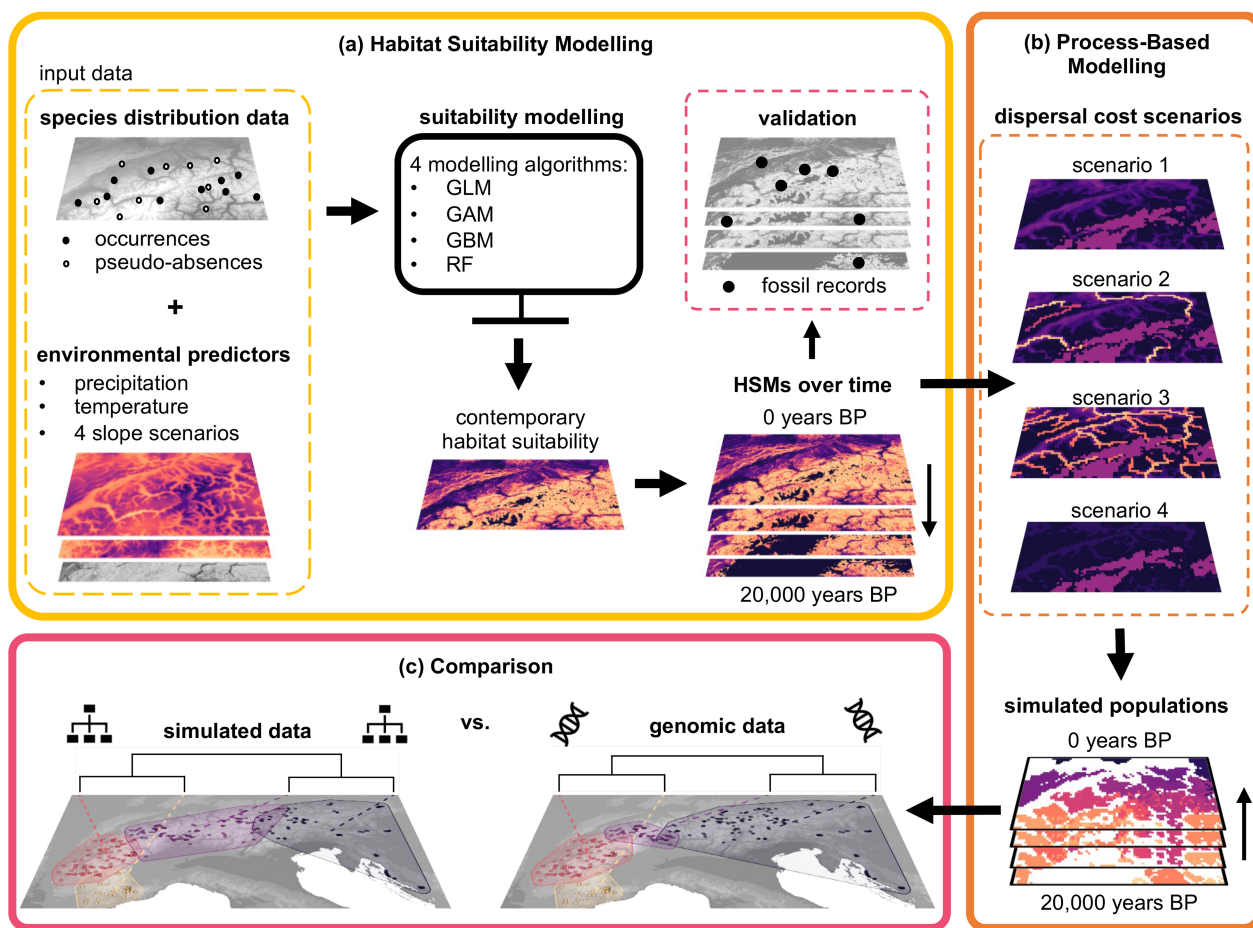 (a) Habitat Suitability Modelling
input data
species distribution data
• occurrences
pseudo-absences
+
environmental predictors
• precipitation
• temperature
• 4 slope scenarios
suitability modelling
4 modelling algorithms:
• GLM
• GAM
• GBM
• RF
contemporary
habitat suitability
validation
fossil records
HSMs over time
0 years BP
20,000 years BP
(b) Process-Based
Modelling
dispersal cost scenarios
scenario 1
scenario 2
scenario 3
scenario 4
simulated populations
0 years BP
20,000 years BP
(c) Comparison
simulated data
vs.
genomic data